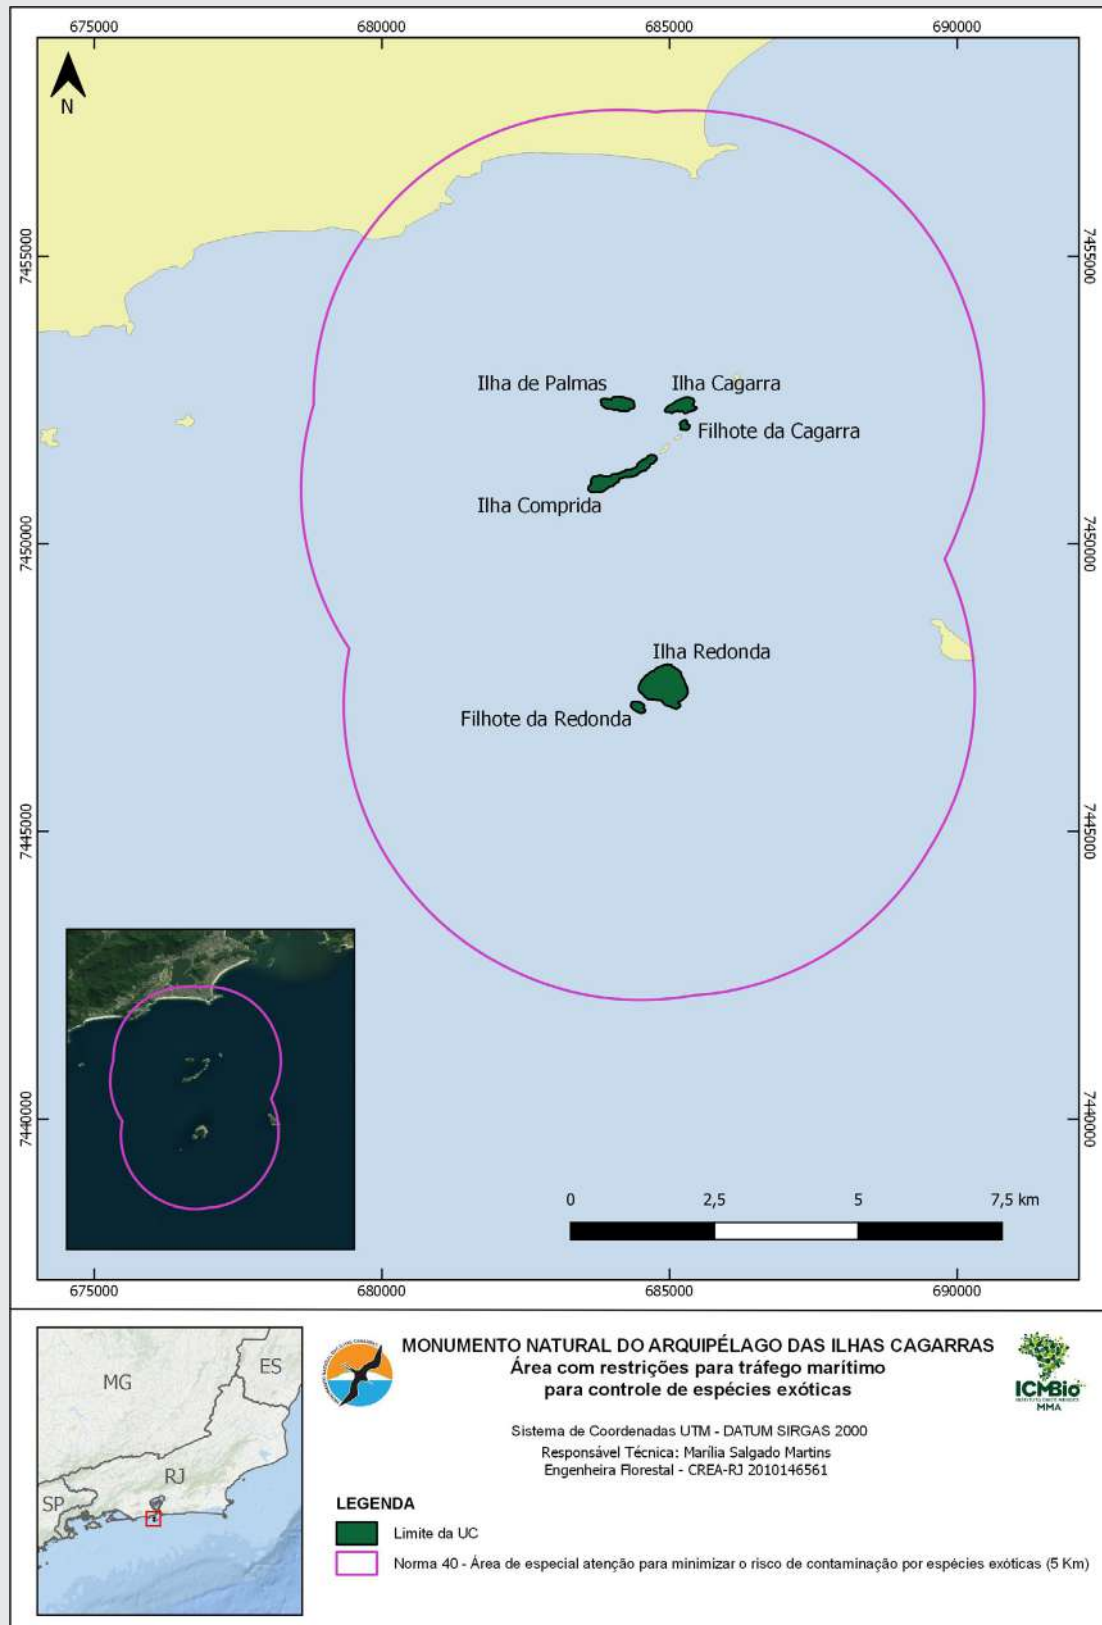 675000 680000 685000 690000
N
7455000 7455000
Ilha de Palmas Ilha Cagarra
Filhote da Cagarra
Ilha Comprida
7450000 7450000
Ilha Redonda
Filhote da Redonda
7445000 7445000
7440000 7440000
0 2,5 5 7,5 km
675000 680000 685000 690000
MG
ES
RJ
SP
MONUMENTO NATURAL DO ARQUIPÉLAGO DAS ILHAS CAGARRAS
Área com restrições para tráfego marítimo
para controle de espécies exóticas
ICMBio
MMA
Sistema de Coordenadas UTM - DATUM SIRGAS 2000
Responsável Técnica: Marília Salgado Martins
Engenheira Florestal - CREA-RJ 2010146561
LEGENDA
Limite da UC
Norma 40 - Área de especial atenção para minimizar o risco de contaminação por espécies exóticas (5 Km)